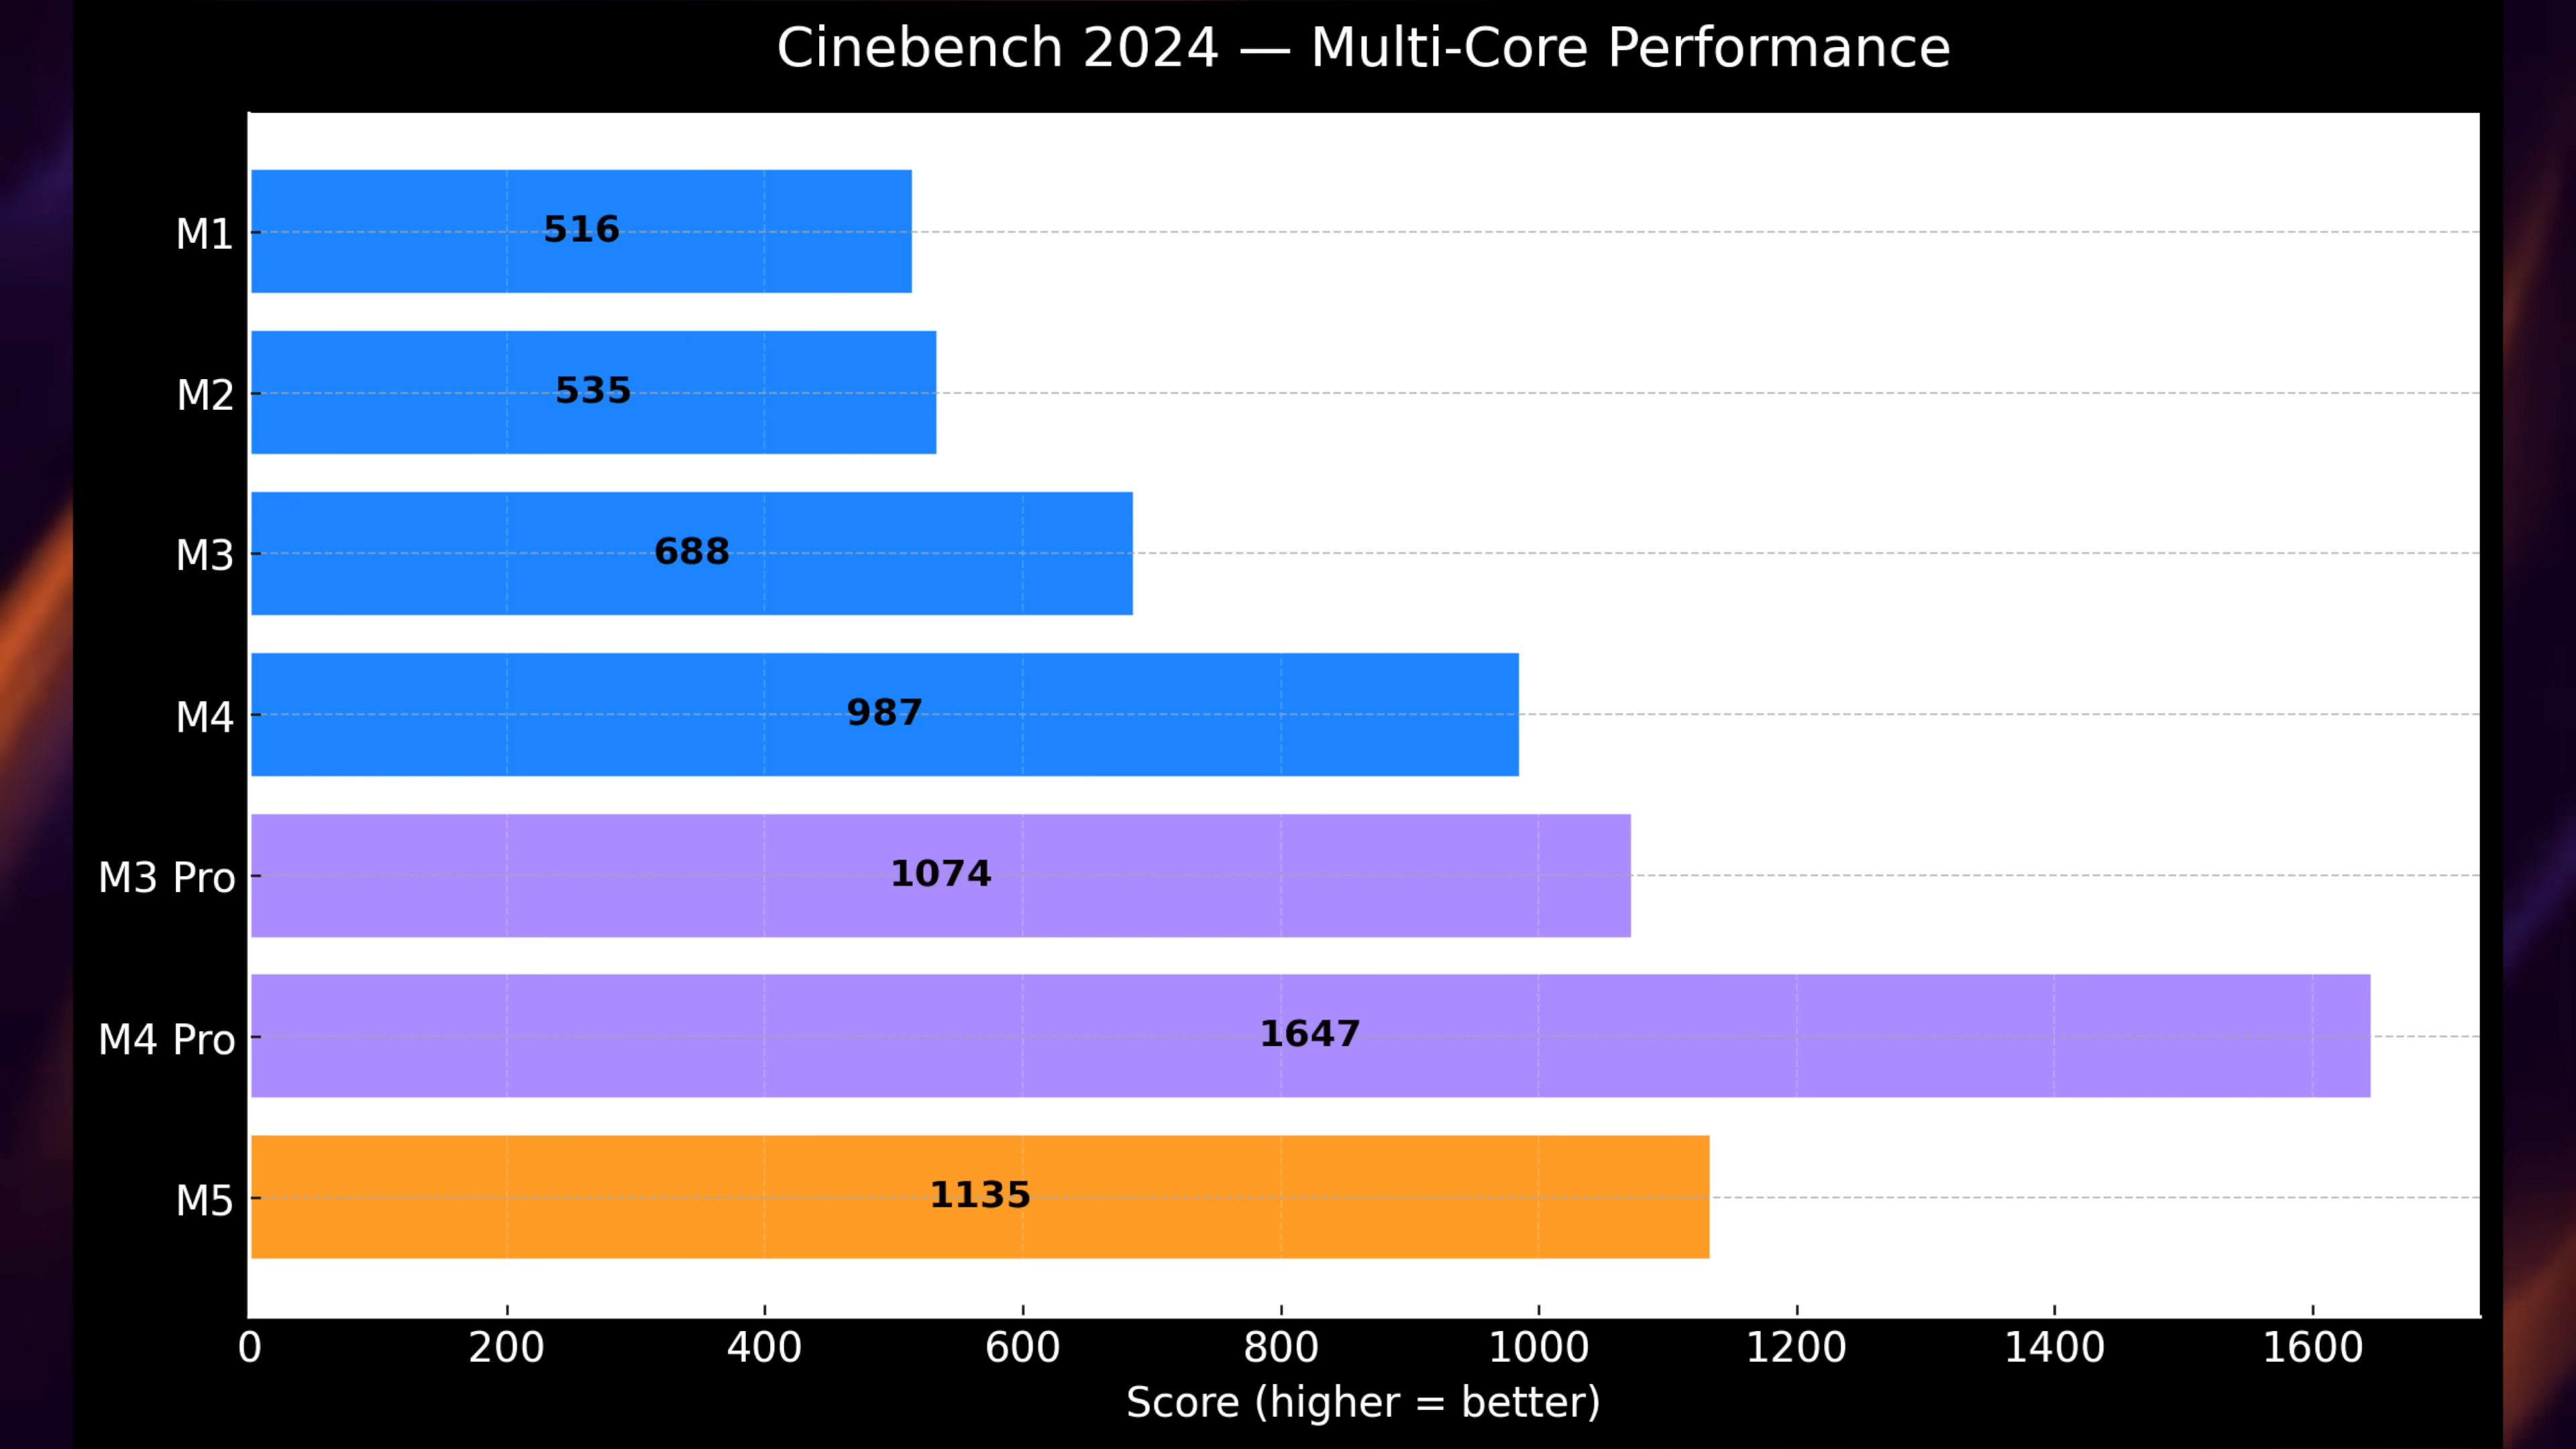 Cinebench 2024 — Multi-Core Performance
M1 516
M2 535
M3 688
M4 987
M3 Pro 1074
M4 Pro 1647
M5 1135
0 200 400 600 800 1000 1200 1400 1600
Score (higher = better)